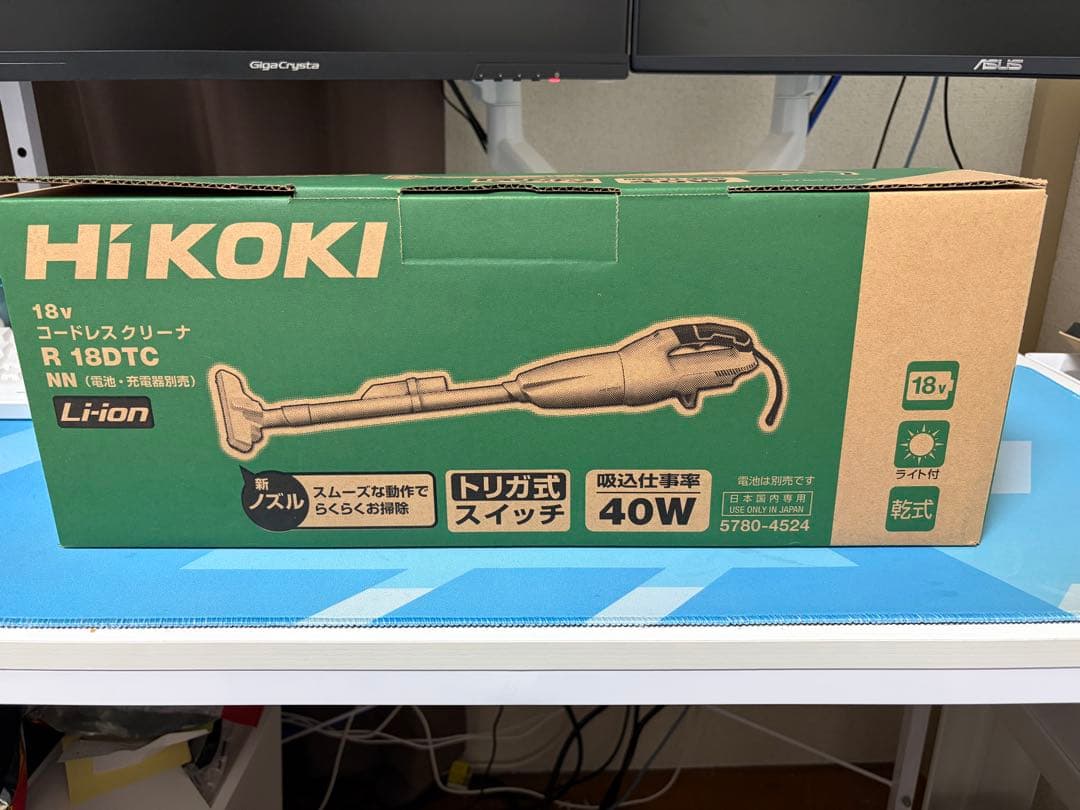 GigaCrysta
ASUS
HiKOKI
18v
コードレスクリーナ
R 18DTC
NN（電池・充電器別売）
Li-ion
新
ノズル
スムーズな動作で
らくらくお掃除
トリガ式
スイッチ
吸込仕事率
40W
電池は別売です
日本国内専用
USE ONLY IN JAPAN
5780-4524
18v
ライト付
乾式